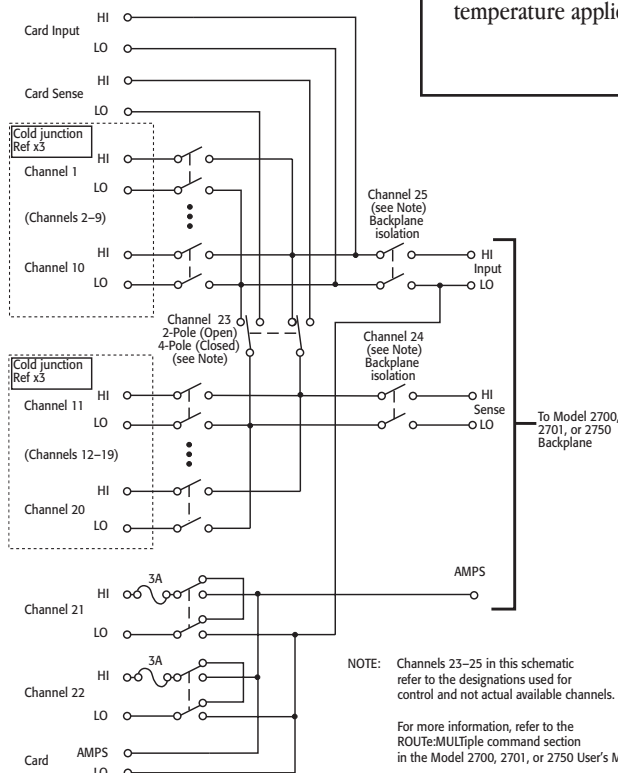 temperature applic
Card Input
HI
LO
Card Sense
HI
LO
Cold junction
Ref x3
Channel 1
HI
LO
(Channels 2–9)
Channel 10
HI
LO
Channel 25
(see Note)
Backplane
isolation
HI
Input
LO
Channel 23
2-Pole (Open)
4-Pole (Closed)
(see Note)
Channel 24
(see Note)
Backplane
isolation
HI
Sense
LO
Cold junction
Ref x3
Channel 11
HI
LO
(Channels 12–19)
Channel 20
HI
LO
To Model 2700,
2701, or 2750
Backplane
AMPS
Channel 21
HI
3A
LO
Channel 22
HI
3A
LO
Card
AMPS
LO
NOTE: Channels 23–25 in this schematic
refer to the designations used for
control and not actual available channels.
For more information, refer to the
ROUTe:MULTiple command section
in the Model 2700, 2701, or 2750 User's M